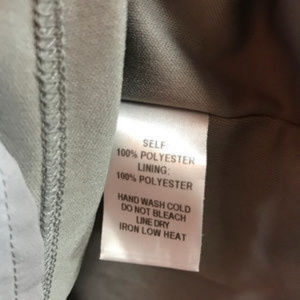 SELF:
100% POLYESTER
LINING:
100% POLYESTER
HAND WASH COLD
DO NOT BLEACH
LINE DRY
IRON LOW HEAT